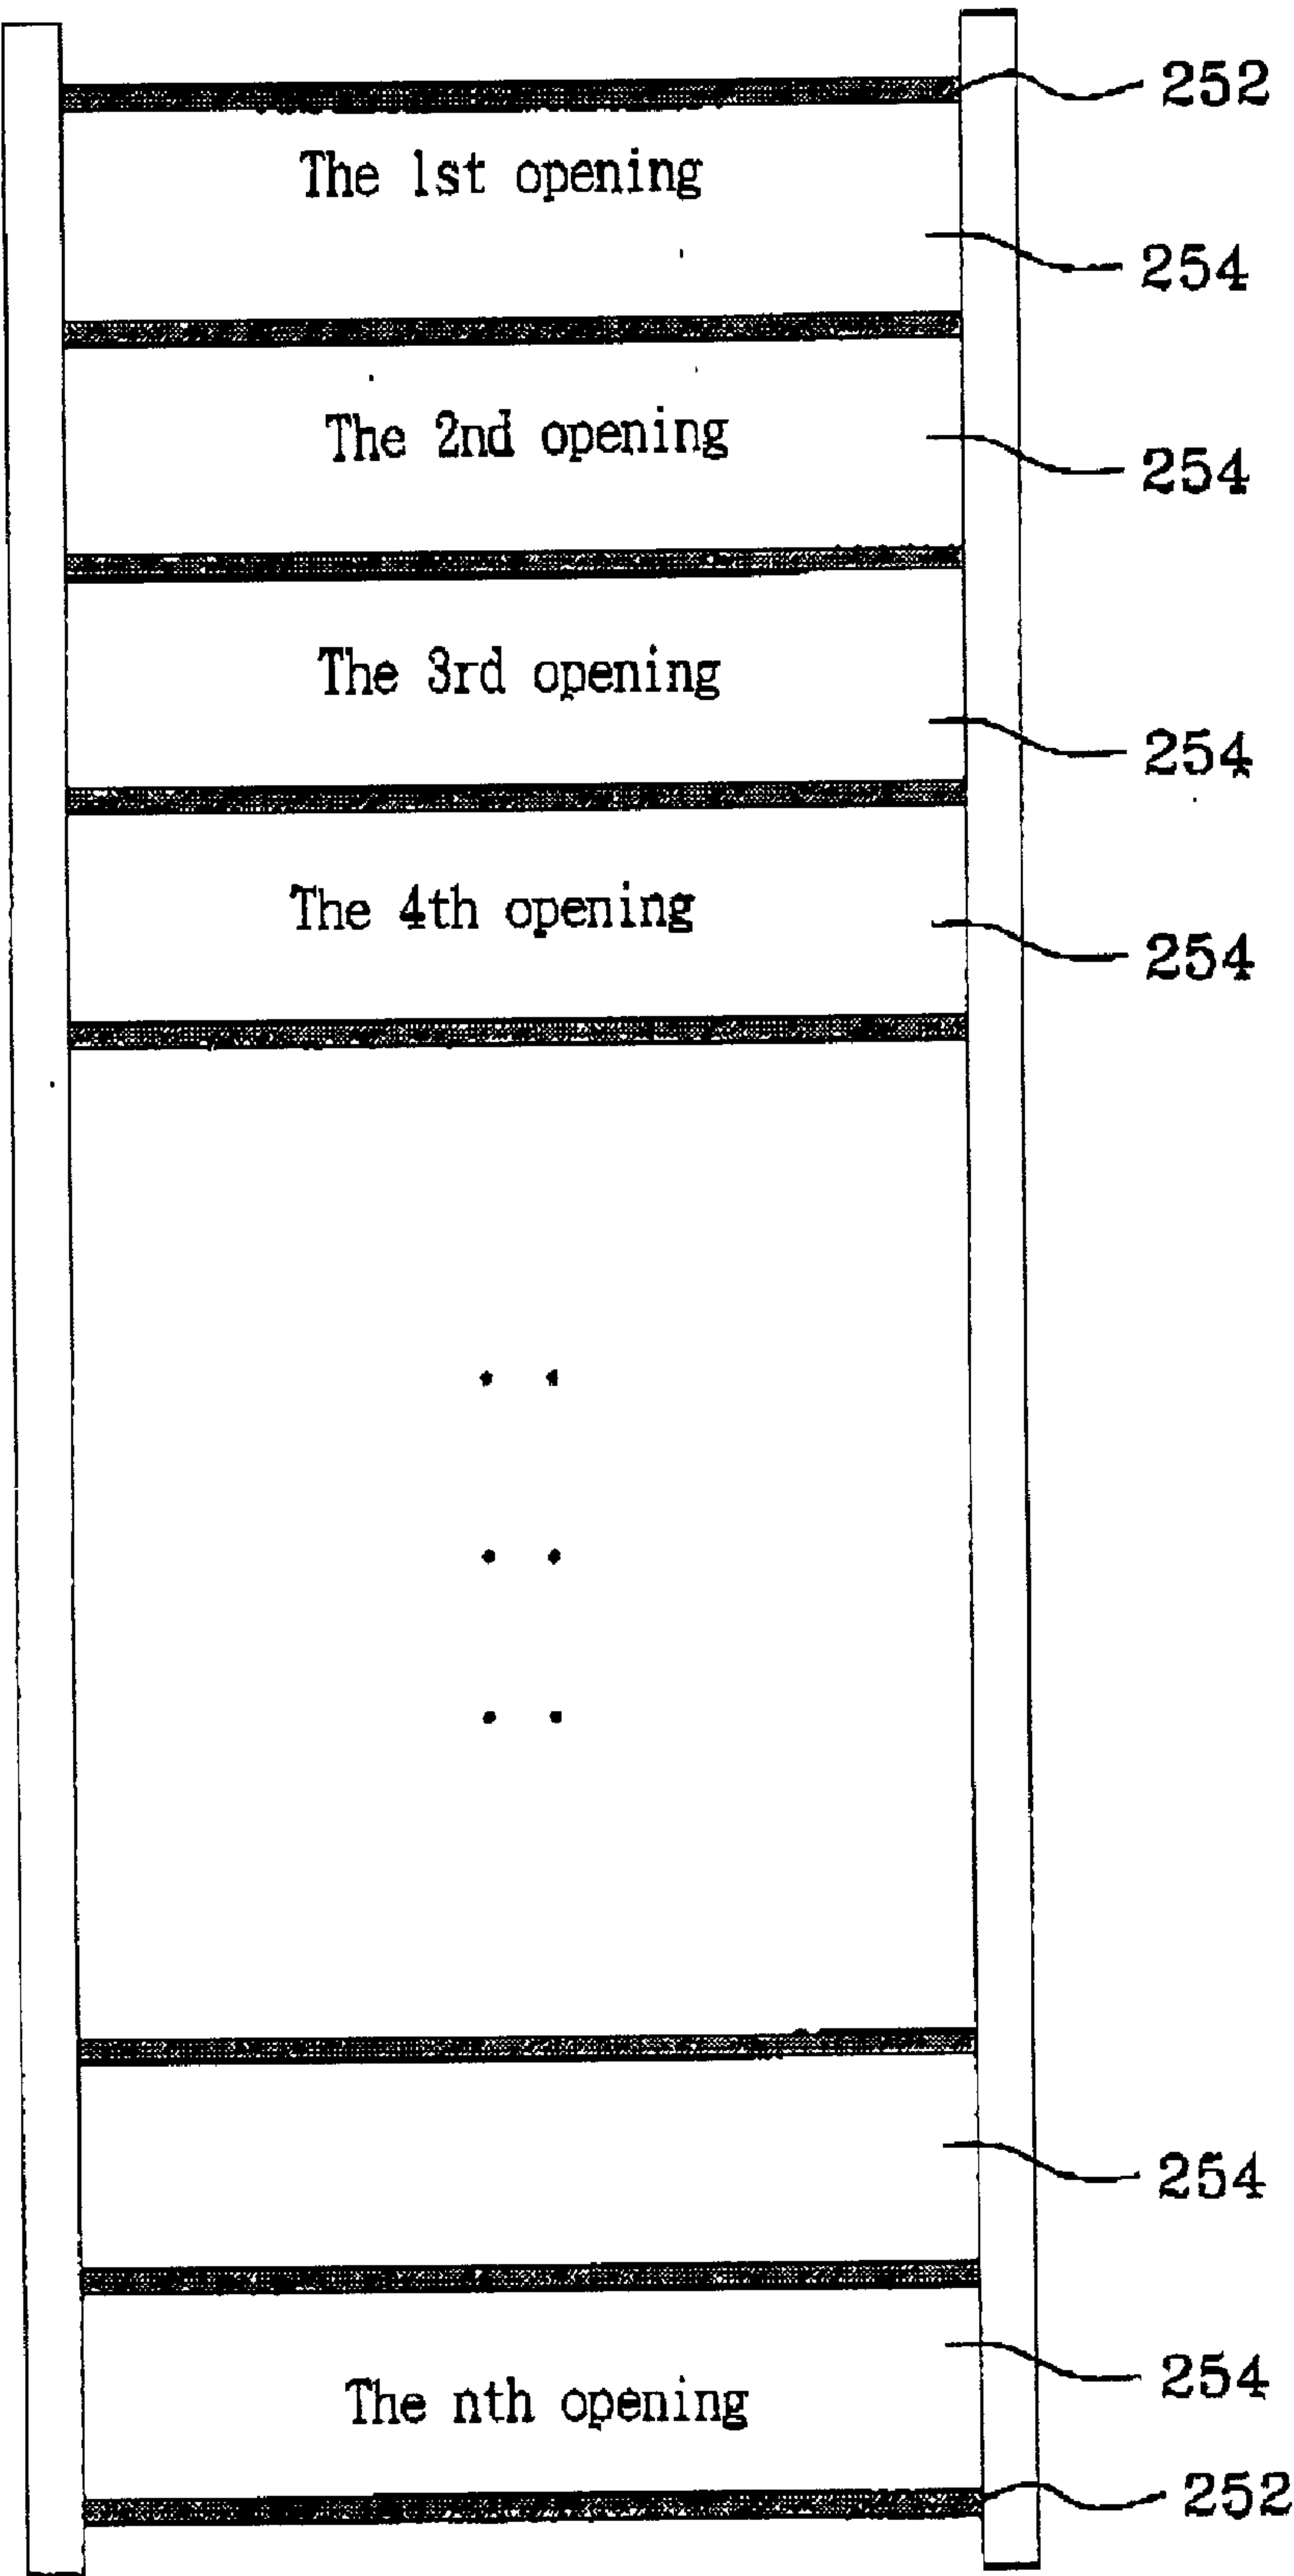 252
The 1st opening
254
The 2nd opening
254
The 3rd opening
254
The 4th opening
254
254
254
The nth opening
252